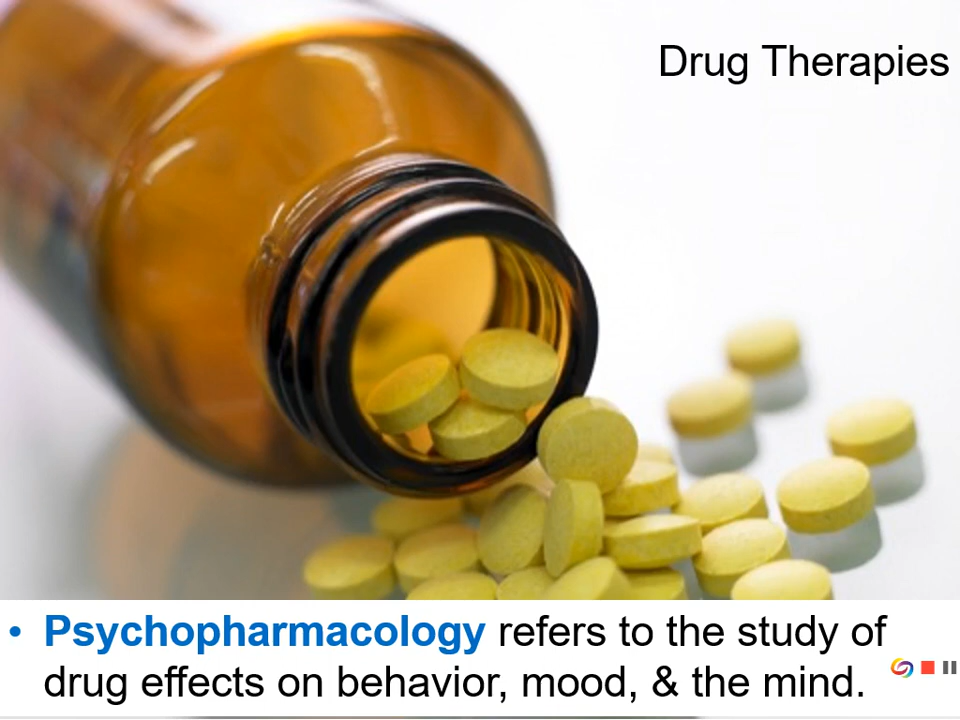 Drug Therapies
• Psychopharmacology refers to the study of
drug effects on behavior, mood, & the mind.